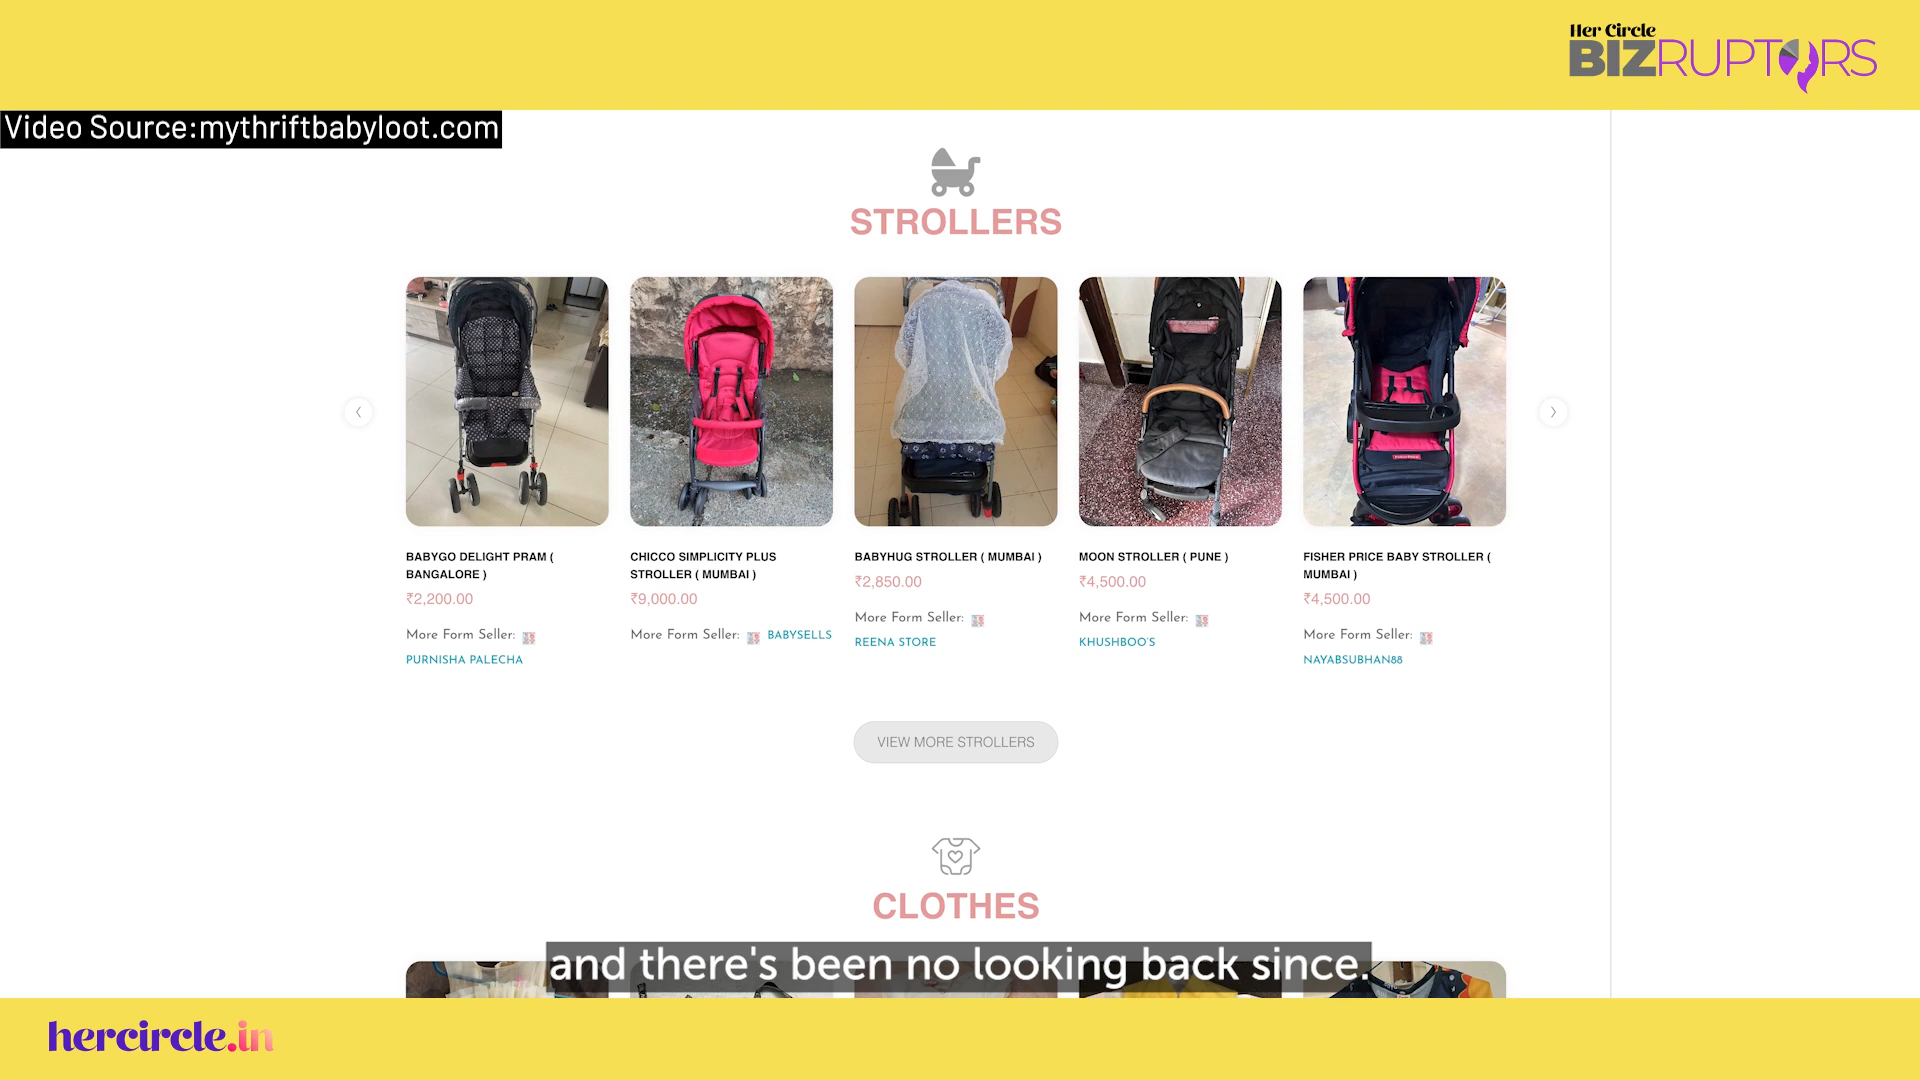 Her Circle
BIZRUPTORS
Video Source:mythriftbabyloot.com
STROLLERS
BABYGO DELIGHT PRAM (
BANGALORE )
₹2,200.00
More Form Seller:
PURNISHA PALECHA
CHICCO SIMPLICITY PLUS
STROLLER ( MUMBAI )
₹9,000.00
More Form Seller: BABYSELLS
BABYHUG STROLLER ( MUMBAI )
₹2,850.00
More Form Seller:
REENA STORE
MOON STROLLER ( PUNE )
₹4,500.00
More Form Seller:
KHUSHBOO'S
FISHER PRICE BABY STROLLER (
MUMBAI )
₹4,500.00
More Form Seller:
NAYABSUBHAN88
VIEW MORE STROLLERS
CLOTHES
and there's been no looking back since.
hercircle.in